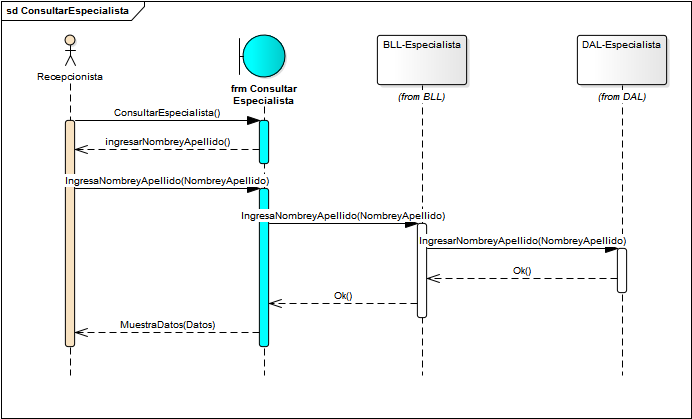 sd ConsultarEspecialista
Recepcionista
frm Consultar
Especialista
BLL-Especialista
(from BLL)
DAL-Especialista
(from DAL)
ConsultarEspecialista()
ingresarNombreyApellido()
IngresaNombreyApellido(NombreyApellido)
IngresaNombreyApellido(NombreyApellido)
IngresarNombreyApellido(NombreyApellido)
Ok()
Ok()
MuestraDatos(Datos)